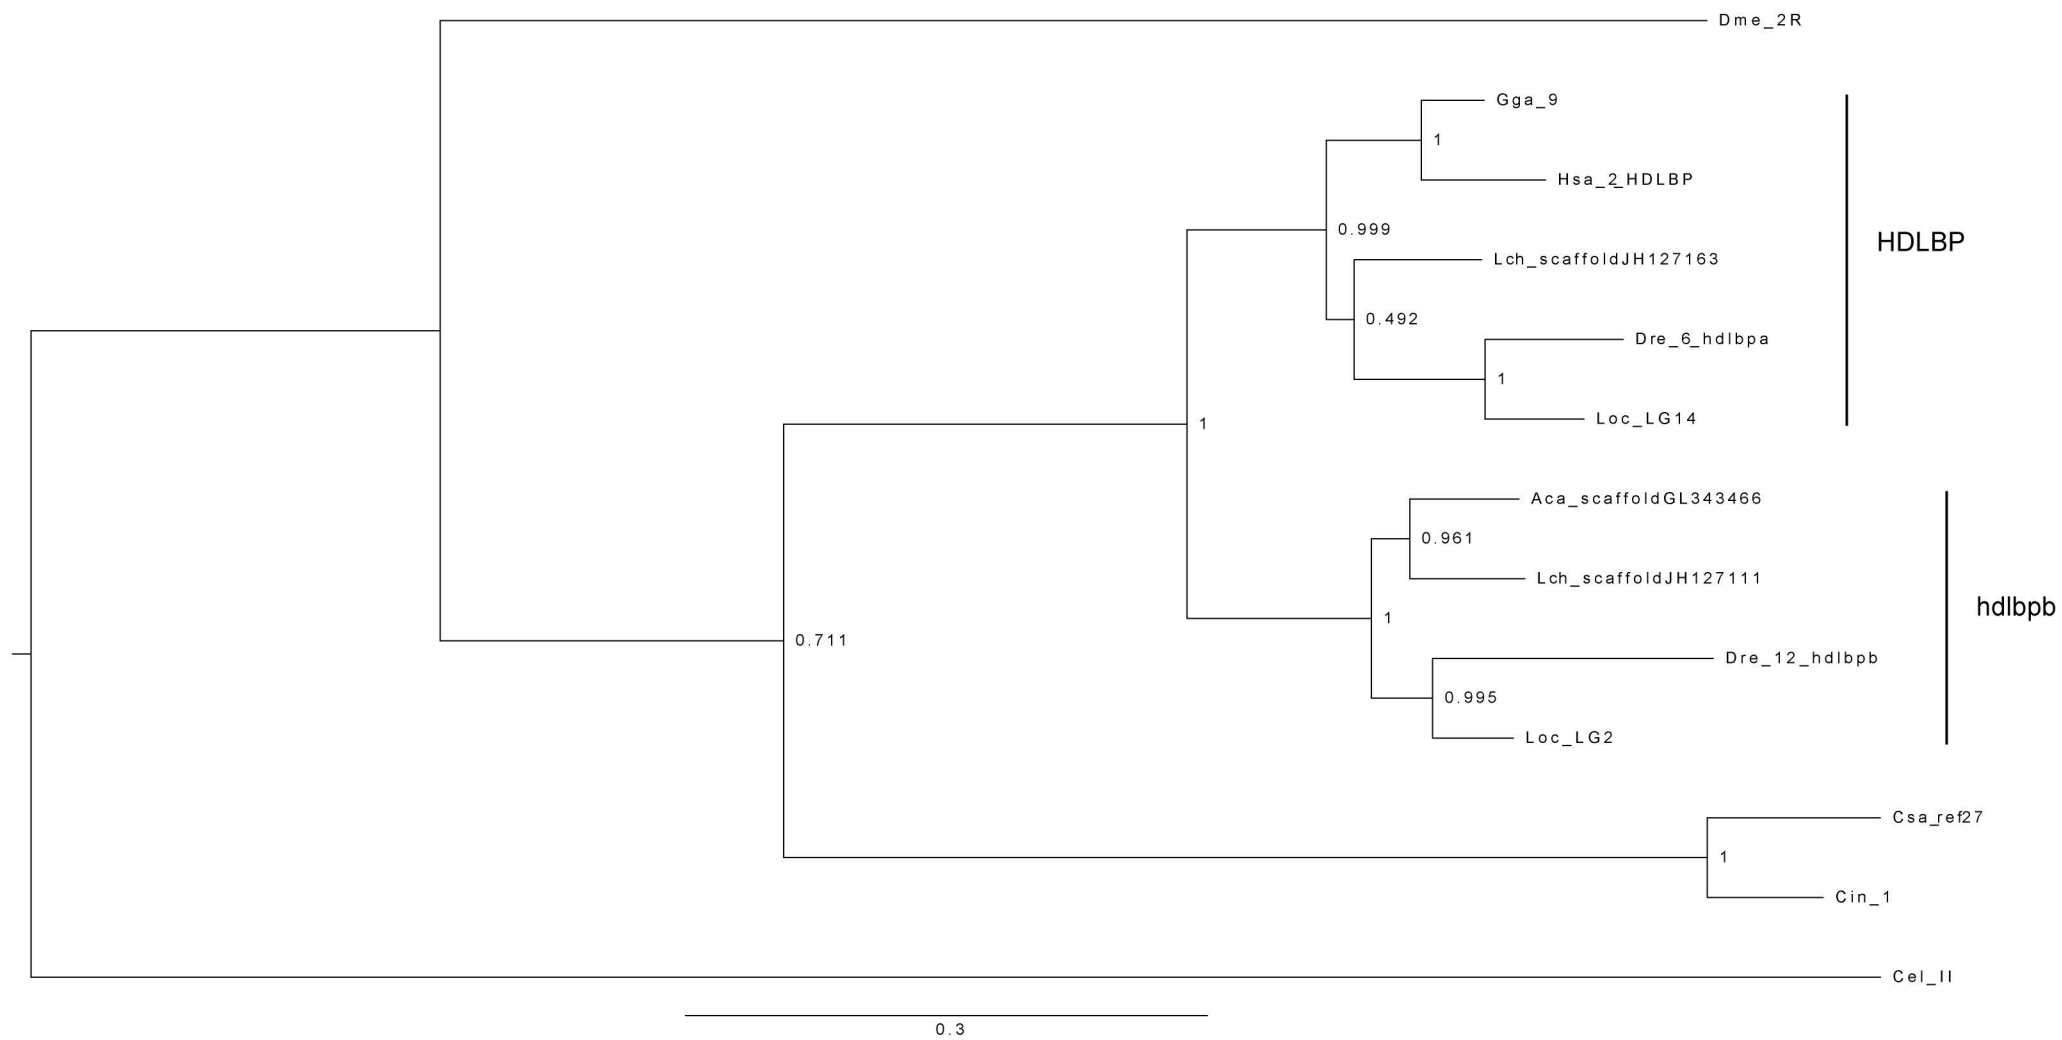 Dme_2R
Gga_9
1
Hsa_2_HDLBP
0.999
HDLBP
Lch_scaffoldJH127163
0.492
Dre_6_hdlbpa
1
Loc_LG14
1
Aca_scaffoldGL343466
0.961
Lch_scaffoldJH127111
hdlbpb
1
0.711
Dre_12_hdlbpb
0.995
Loc_LG2
Csa_ref27
1
Cin_1
Cel_II
0.3